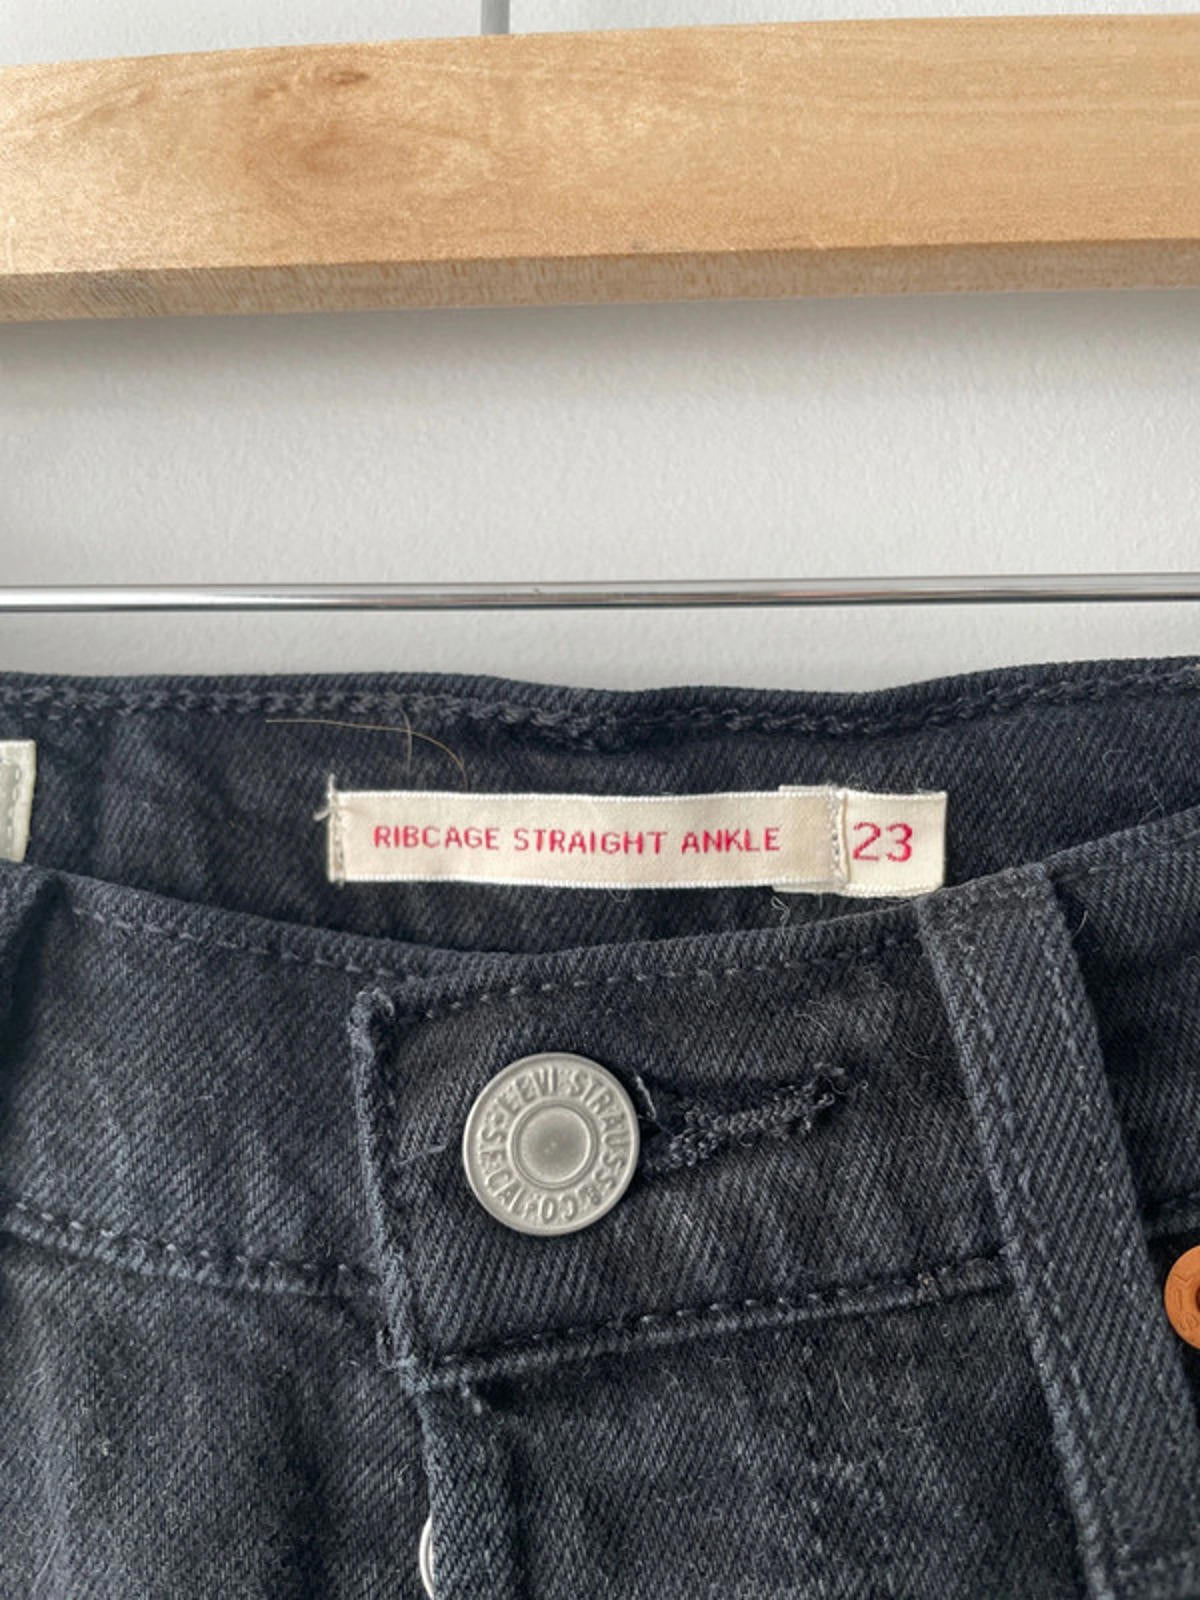 RIBCAGE STRAIGHT ANKLE 23
LEVI STRAUSS & CO
S.F. CAL